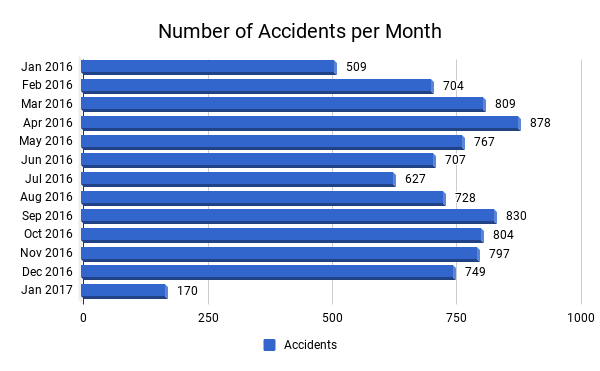 Number of Accidents per Month
Jan 2016 509
Feb 2016 704
Mar 2016 809
Apr 2016 878
May 2016 767
Jun 2016 707
Jul 2016 627
Aug 2016 728
Sep 2016 830
Oct 2016 804
Nov 2016 797
Dec 2016 749
Jan 2017 170
0 250 500 750 1000
Accidents